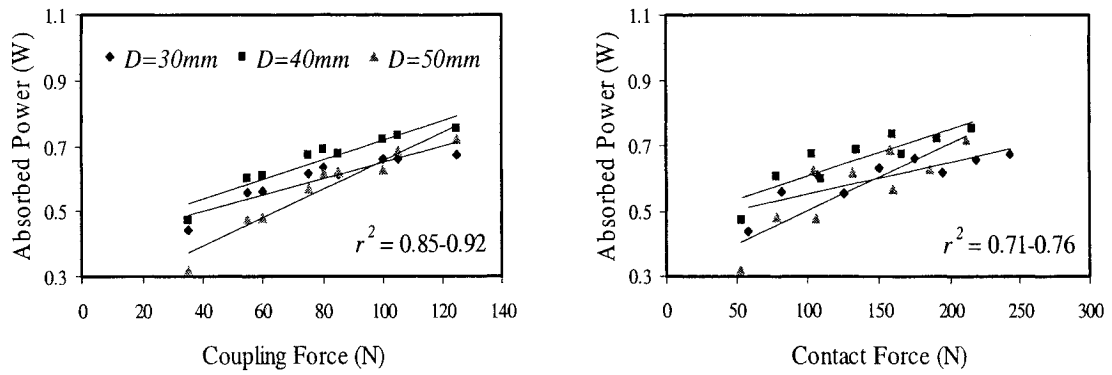 1.1
0.9
0.7
0.5
0.3
Absorbed Power (W)
D=30mm D=40mm D=50mm
r² = 0.85-0.92
0 20 40 60 80 100 120 140
Coupling Force (N)
1.1
0.9
0.7
0.5
0.3
Absorbed Power (W)
r² = 0.71-0.76
0 50 100 150 200 250 300
Contact Force (N)